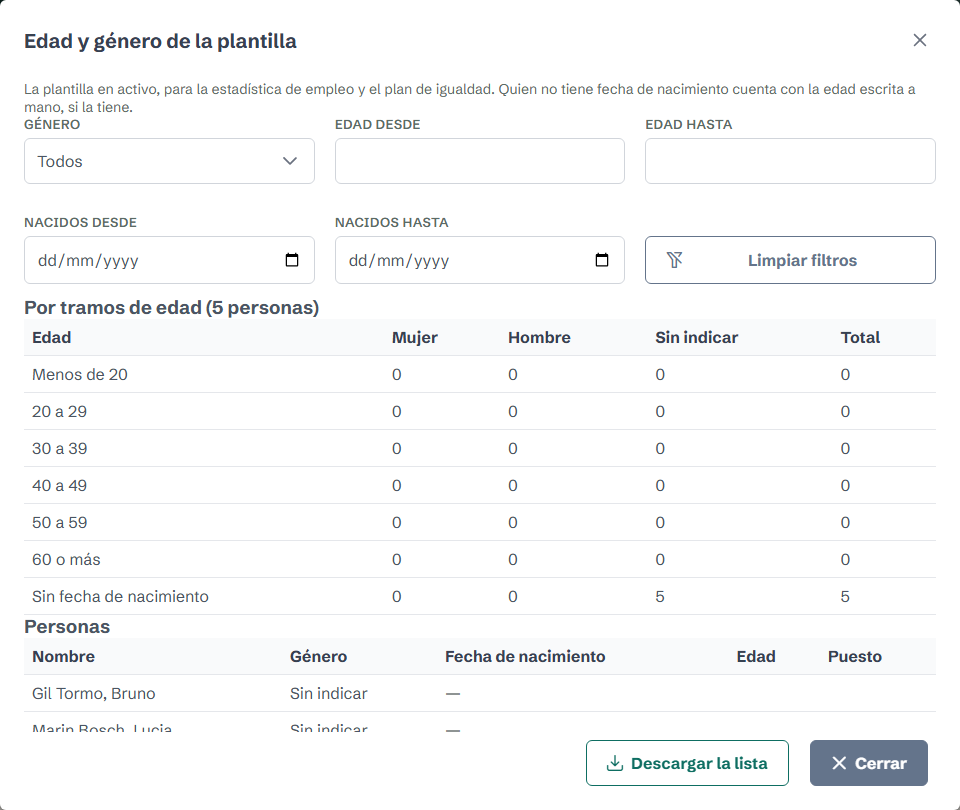 Edad y género de la plantilla
La plantilla en activo, para la estadística de empleo y el plan de igualdad. Quien no tiene fecha de nacimiento cuenta con la edad escrita a
mano, si la tiene.
GÉNERO EDAD DESDE EDAD HASTA
Todos
NACIDOS DESDE NACIDOS HASTA
dd/mm/yyyy dd/mm/yyyy Limpiar filtros
Por tramos de edad (5 personas)
Edad Mujer Hombre Sin indicar Total
Menos de 20 0 0 0 0
20 a 29 0 0 0 0
30 a 39 0 0 0 0
40 a 49 0 0 0 0
50 a 59 0 0 0 0
60 o más 0 0 0 0
Sin fecha de nacimiento 0 0 5 5
Personas
Nombre Género Fecha de nacimiento Edad Puesto
Gil Tormo, Bruno Sin indicar —
Marin Bosch, Lucia Sin indicar —
Descargar la lista Cerrar